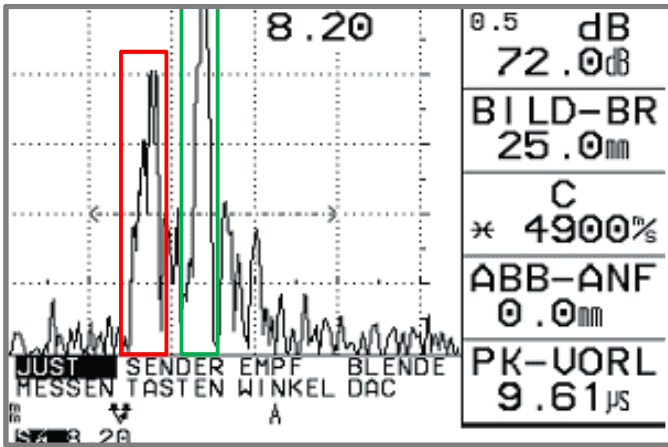 8.20
0.5 dB
72.0dB
BILD-BR
25.0mm
C
4900m/s
ABB-ANF
0.0mm
PK-VORL
9.61µs
JUST SENDER EMPF BLENDE
MESSEN TASTEN WINKEL DAC
A
8.20